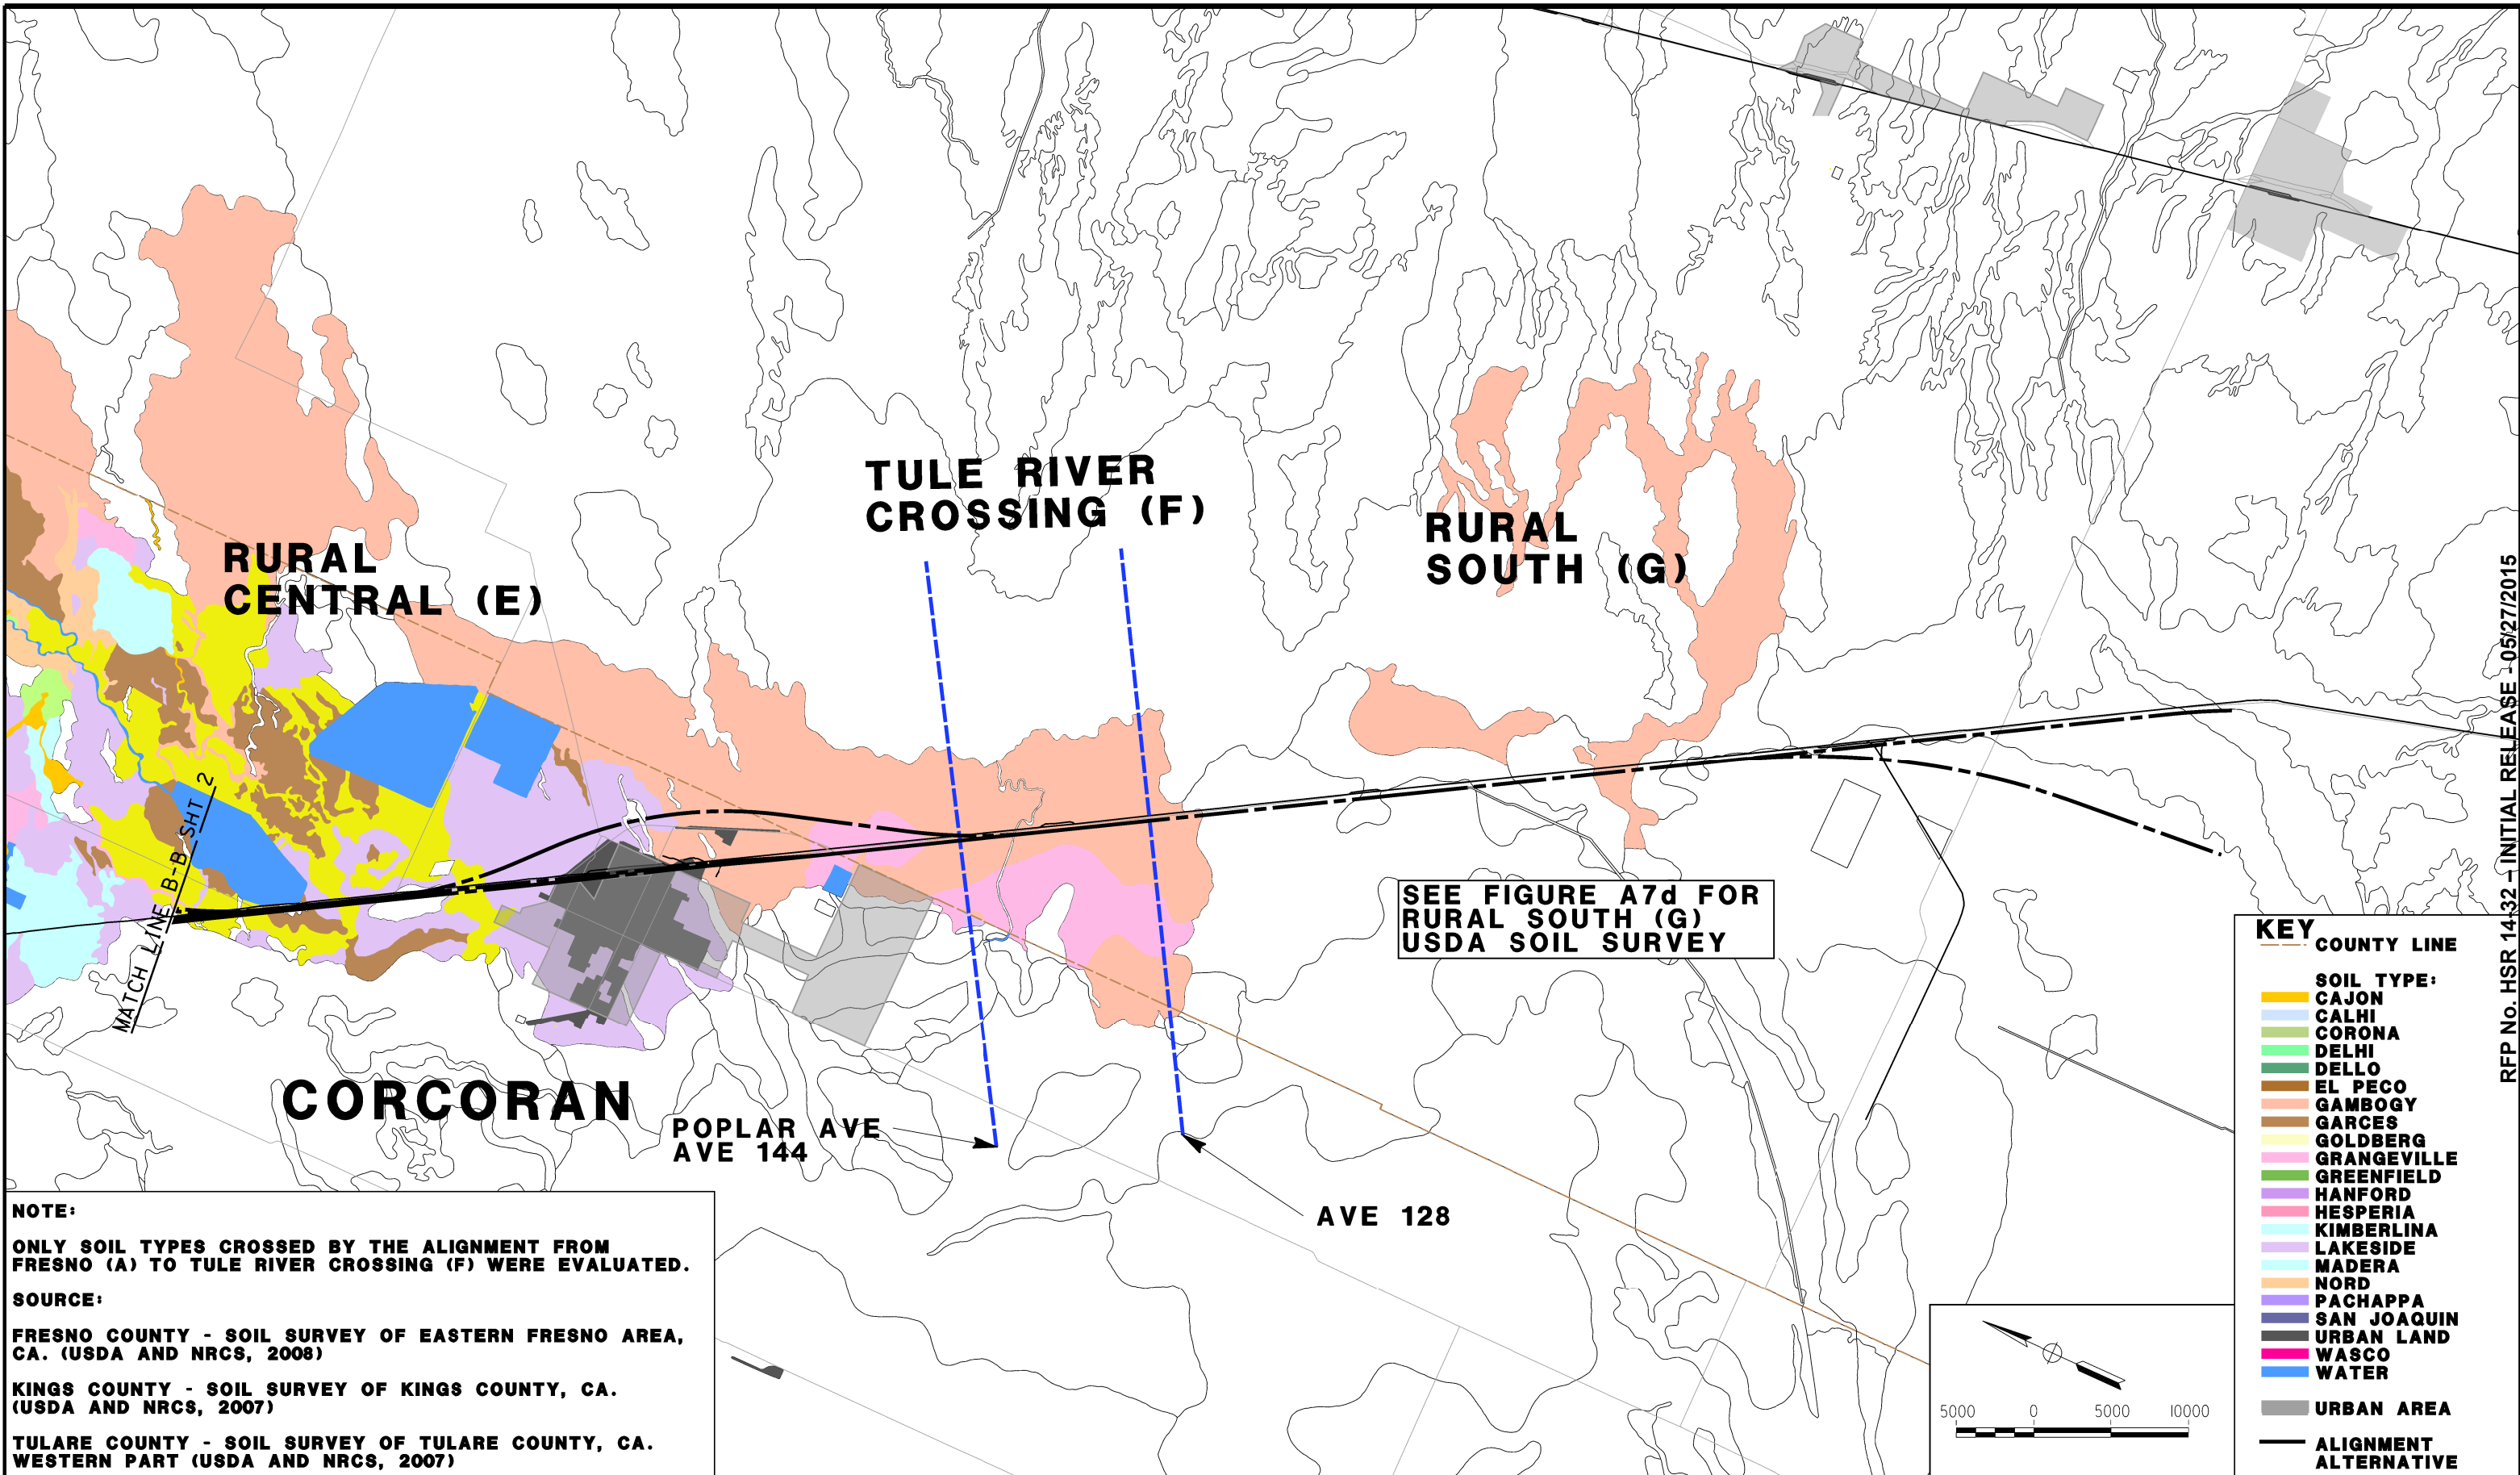 TULE RIVER
CROSSING (F)
RURAL
SOUTH (G)
RURAL
CENTRAL (E)
MATCH LINE B-B SHT 2
SEE FIGURE A7d FOR
RURAL SOUTH (G)
USDA SOIL SURVEY
CORCORAN
POPLAR AVE
AVE 144
AVE 128
NOTE:
ONLY SOIL TYPES CROSSED BY THE ALIGNMENT FROM
FRESNO (A) TO TULE RIVER CROSSING (F) WERE EVALUATED.
SOURCE:
FRESNO COUNTY - SOIL SURVEY OF EASTERN FRESNO AREA,
CA. (USDA AND NRCS, 2008)
KINGS COUNTY - SOIL SURVEY OF KINGS COUNTY, CA.
(USDA AND NRCS, 2007)
TULARE COUNTY - SOIL SURVEY OF TULARE COUNTY, CA.
WESTERN PART (USDA AND NRCS, 2007)
5000 0 5000 10000
KEY
COUNTY LINE
SOIL TYPE:
CAJON
CALHI
CORONA
DELHI
DELLO
EL PECO
GAMBOGY
GARCES
GOLDBERG
GRANGEVILLE
GREENFIELD
HANFORD
HESPERIA
KIMBERLINA
LAKESIDE
MADERA
NORD
PACHAPPA
SAN JOAQUIN
URBAN LAND
WASCO
WATER
URBAN AREA
ALIGNMENT
ALTERNATIVE
RFP No. HSR 14-32 - INITIAL RELEASE - 05/27/2015